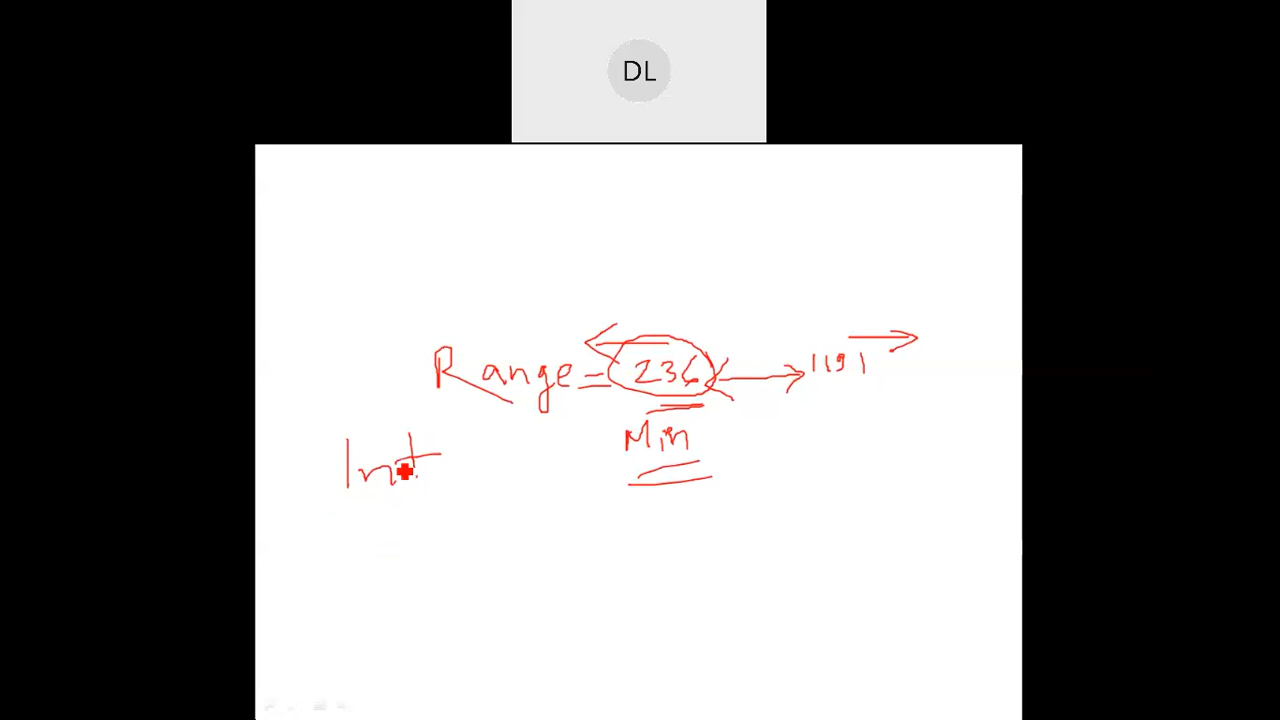 DL
Range = 236 → 1191
Min
Int